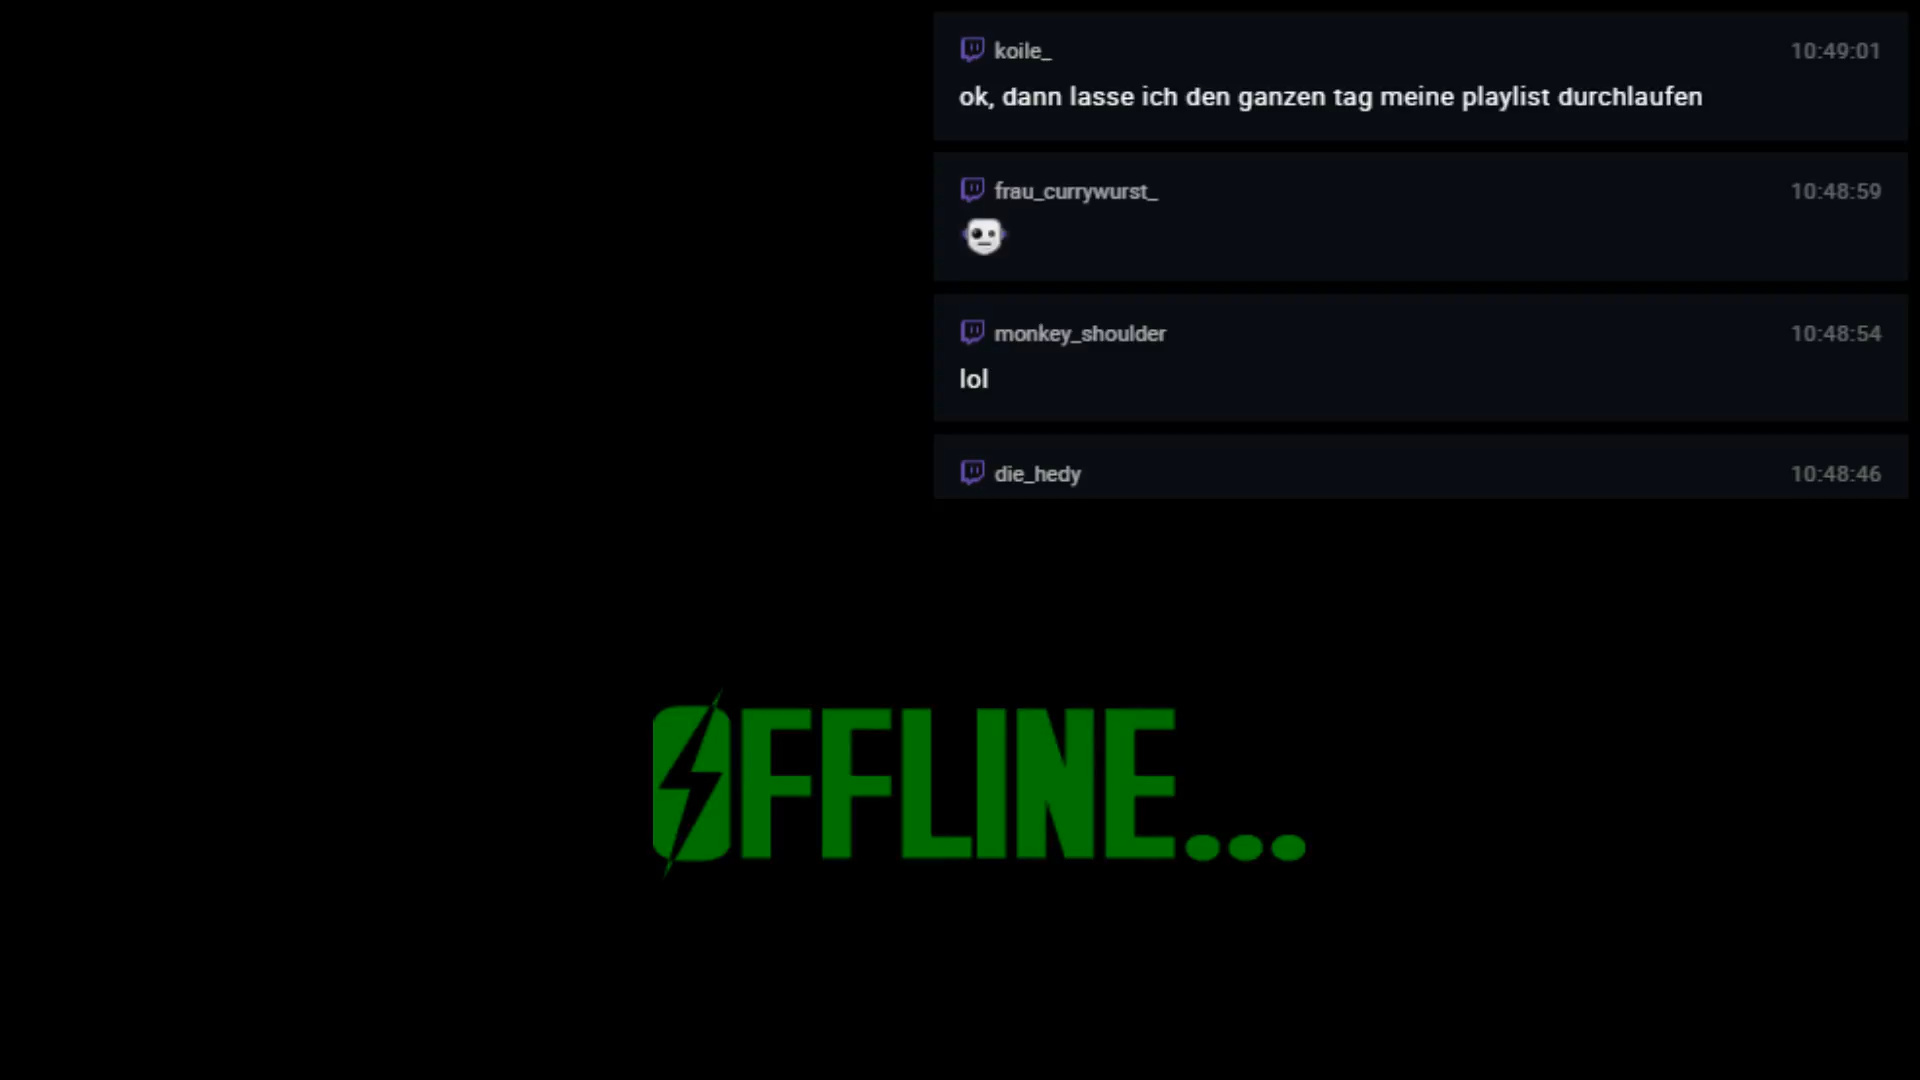 koile_ 10:49:01
ok, dann lasse ich den ganzen tag meine playlist durchlaufen
frau_currywurst_ 10:48:59
monkey_shoulder 10:48:54
lol
die_hedy 10:48:46
OFFLINE...